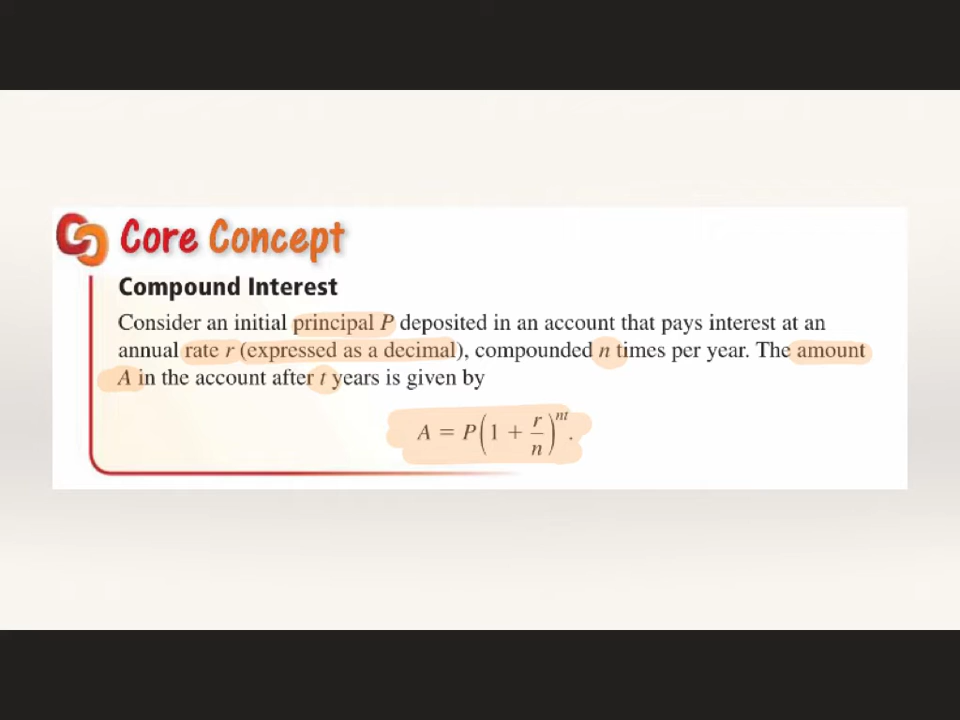 Core Concept
Compound Interest
Consider an initial principal P deposited in an account that pays interest at an
annual rate r (expressed as a decimal), compounded n times per year. The amount
A in the account after t years is given by
A = P(1 + r/n)^nt.